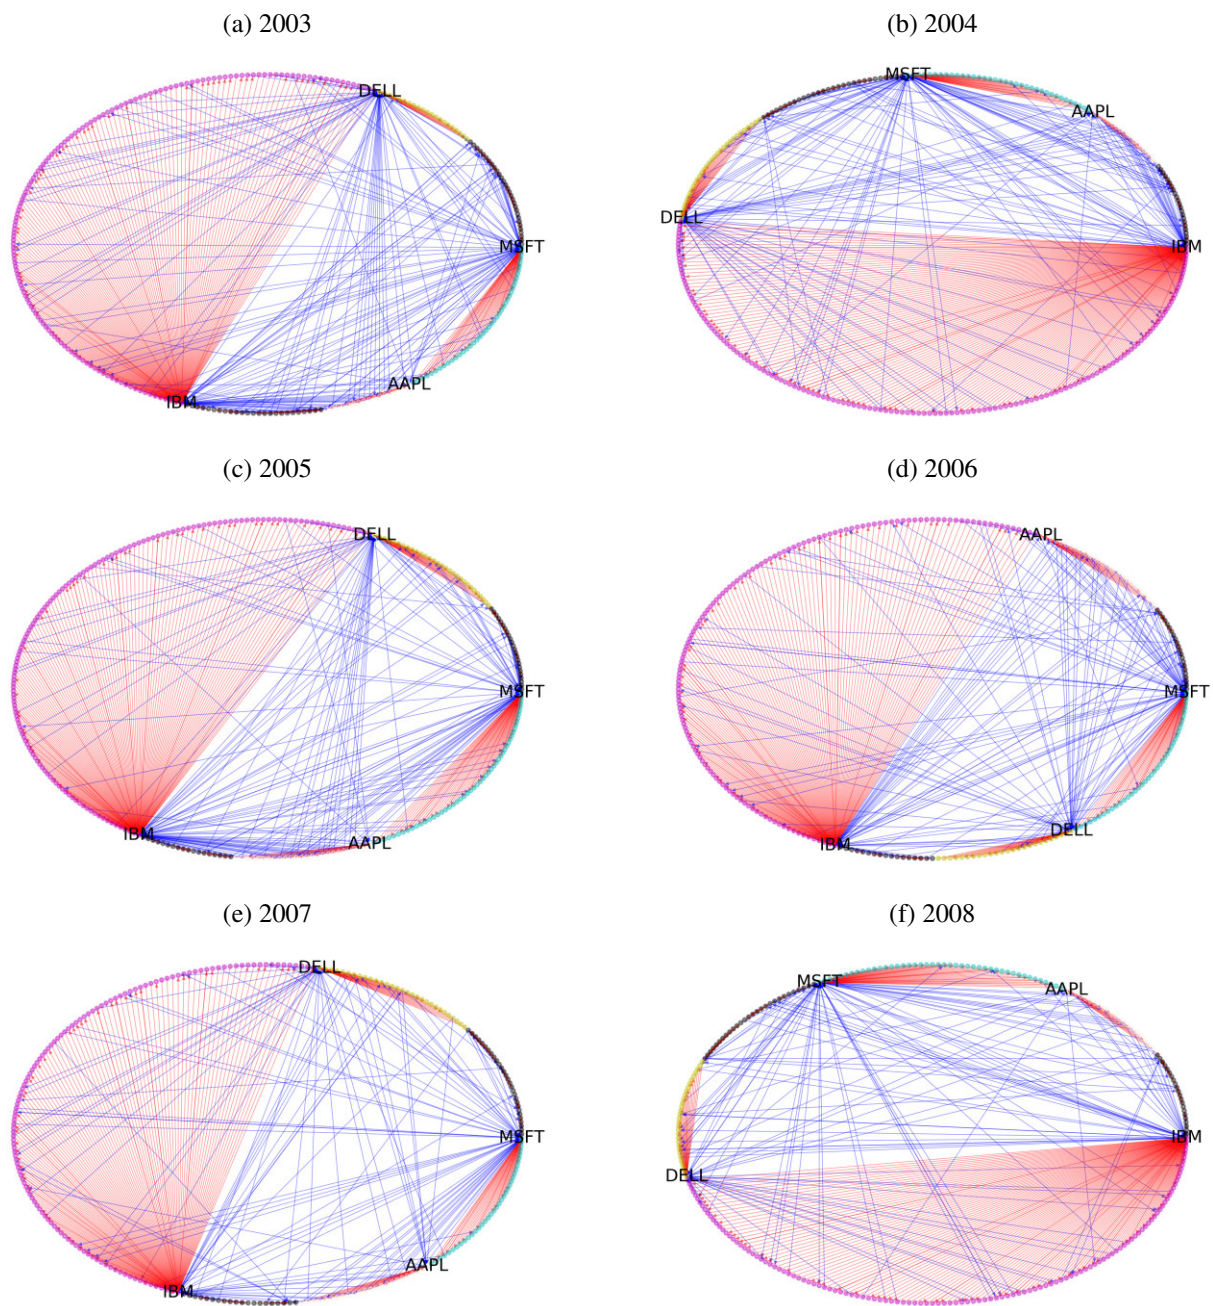 (a) 2003
(b) 2004
DELL
MSFT
AAPL
IBM
MSFT
AAPL
DELL
IBM
(c) 2005
(d) 2006
DELL
MSFT
IBM
AAPL
AAPL
MSFT
DELL
IBM
(e) 2007
(f) 2008
DELL
MSFT
AAPL
IBM
MSFT
AAPL
IBM
DELL